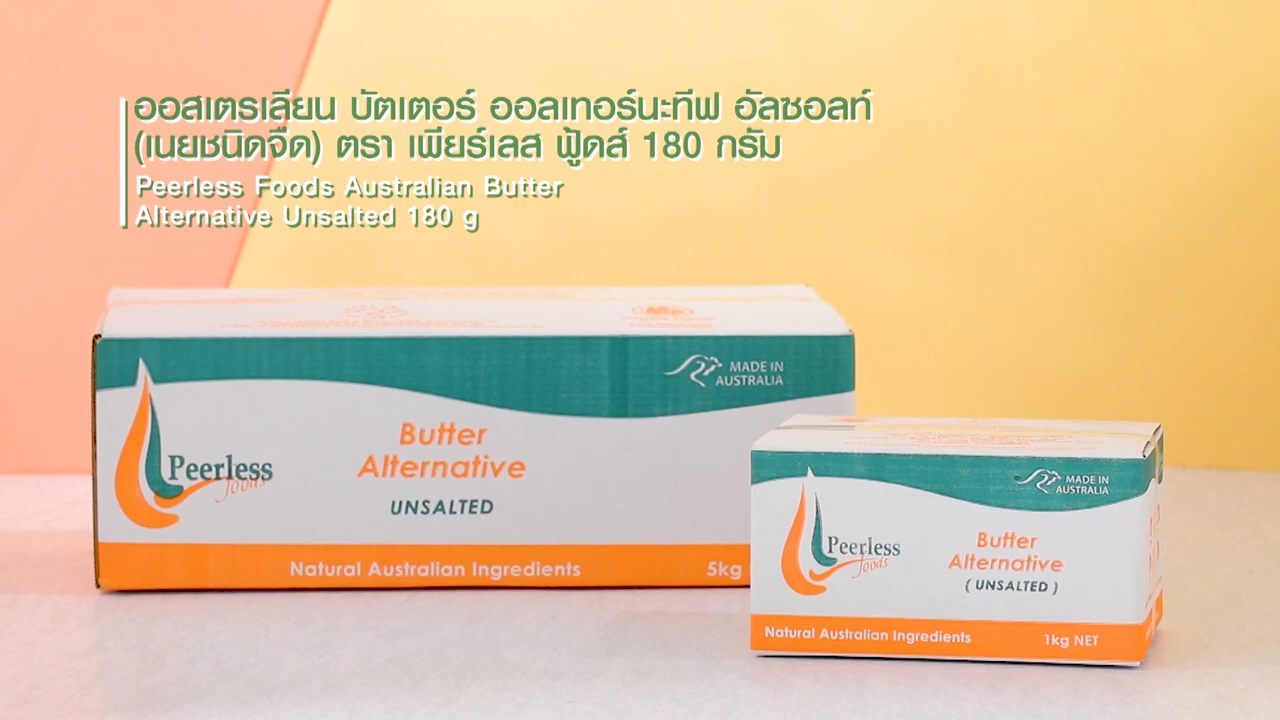 ออสเตรเลียน บัตเตอร์ ออลเทอร์นะทีฟ อัลซอลท์
(เนยชนิดจืด) ตรา เพียร์เลส ฟู้ดส์ 180 กรัม
Peerless Foods Australian Butter
Alternative Unsalted 180 g
MADE IN
AUSTRALIA
Butter
Alternative
UNSALTED
Peerless
foods
Natural Australian Ingredients
5kg
MADE IN
AUSTRALIA
Peerless
foods
Butter
Alternative
( UNSALTED )
Natural Australian Ingredients
1kg NET